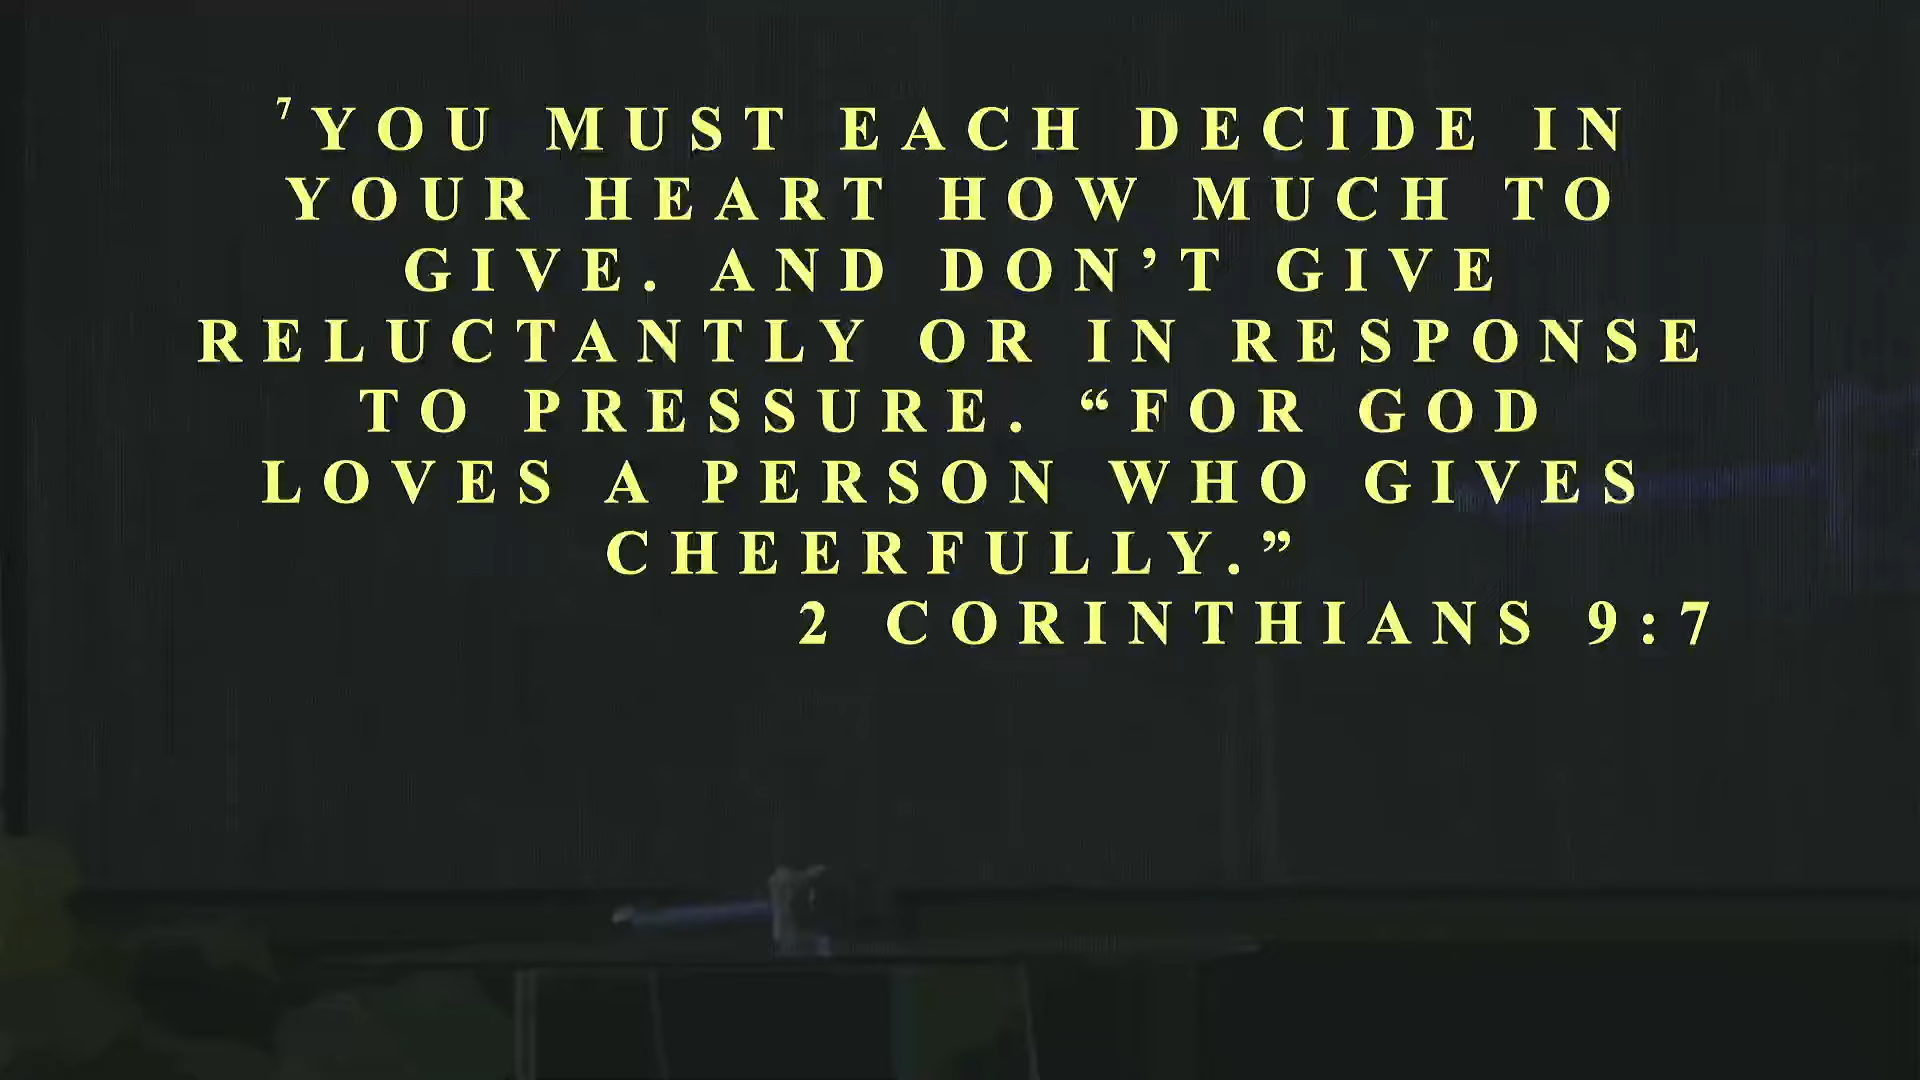 ⁷YOU MUST EACH DECIDE IN
YOUR HEART HOW MUCH TO
GIVE. AND DON’T GIVE
RELUCTANTLY OR IN RESPONSE
TO PRESSURE. “FOR GOD
LOVES A PERSON WHO GIVES
CHEERFULLY.”
2 CORINTHIANS 9:7